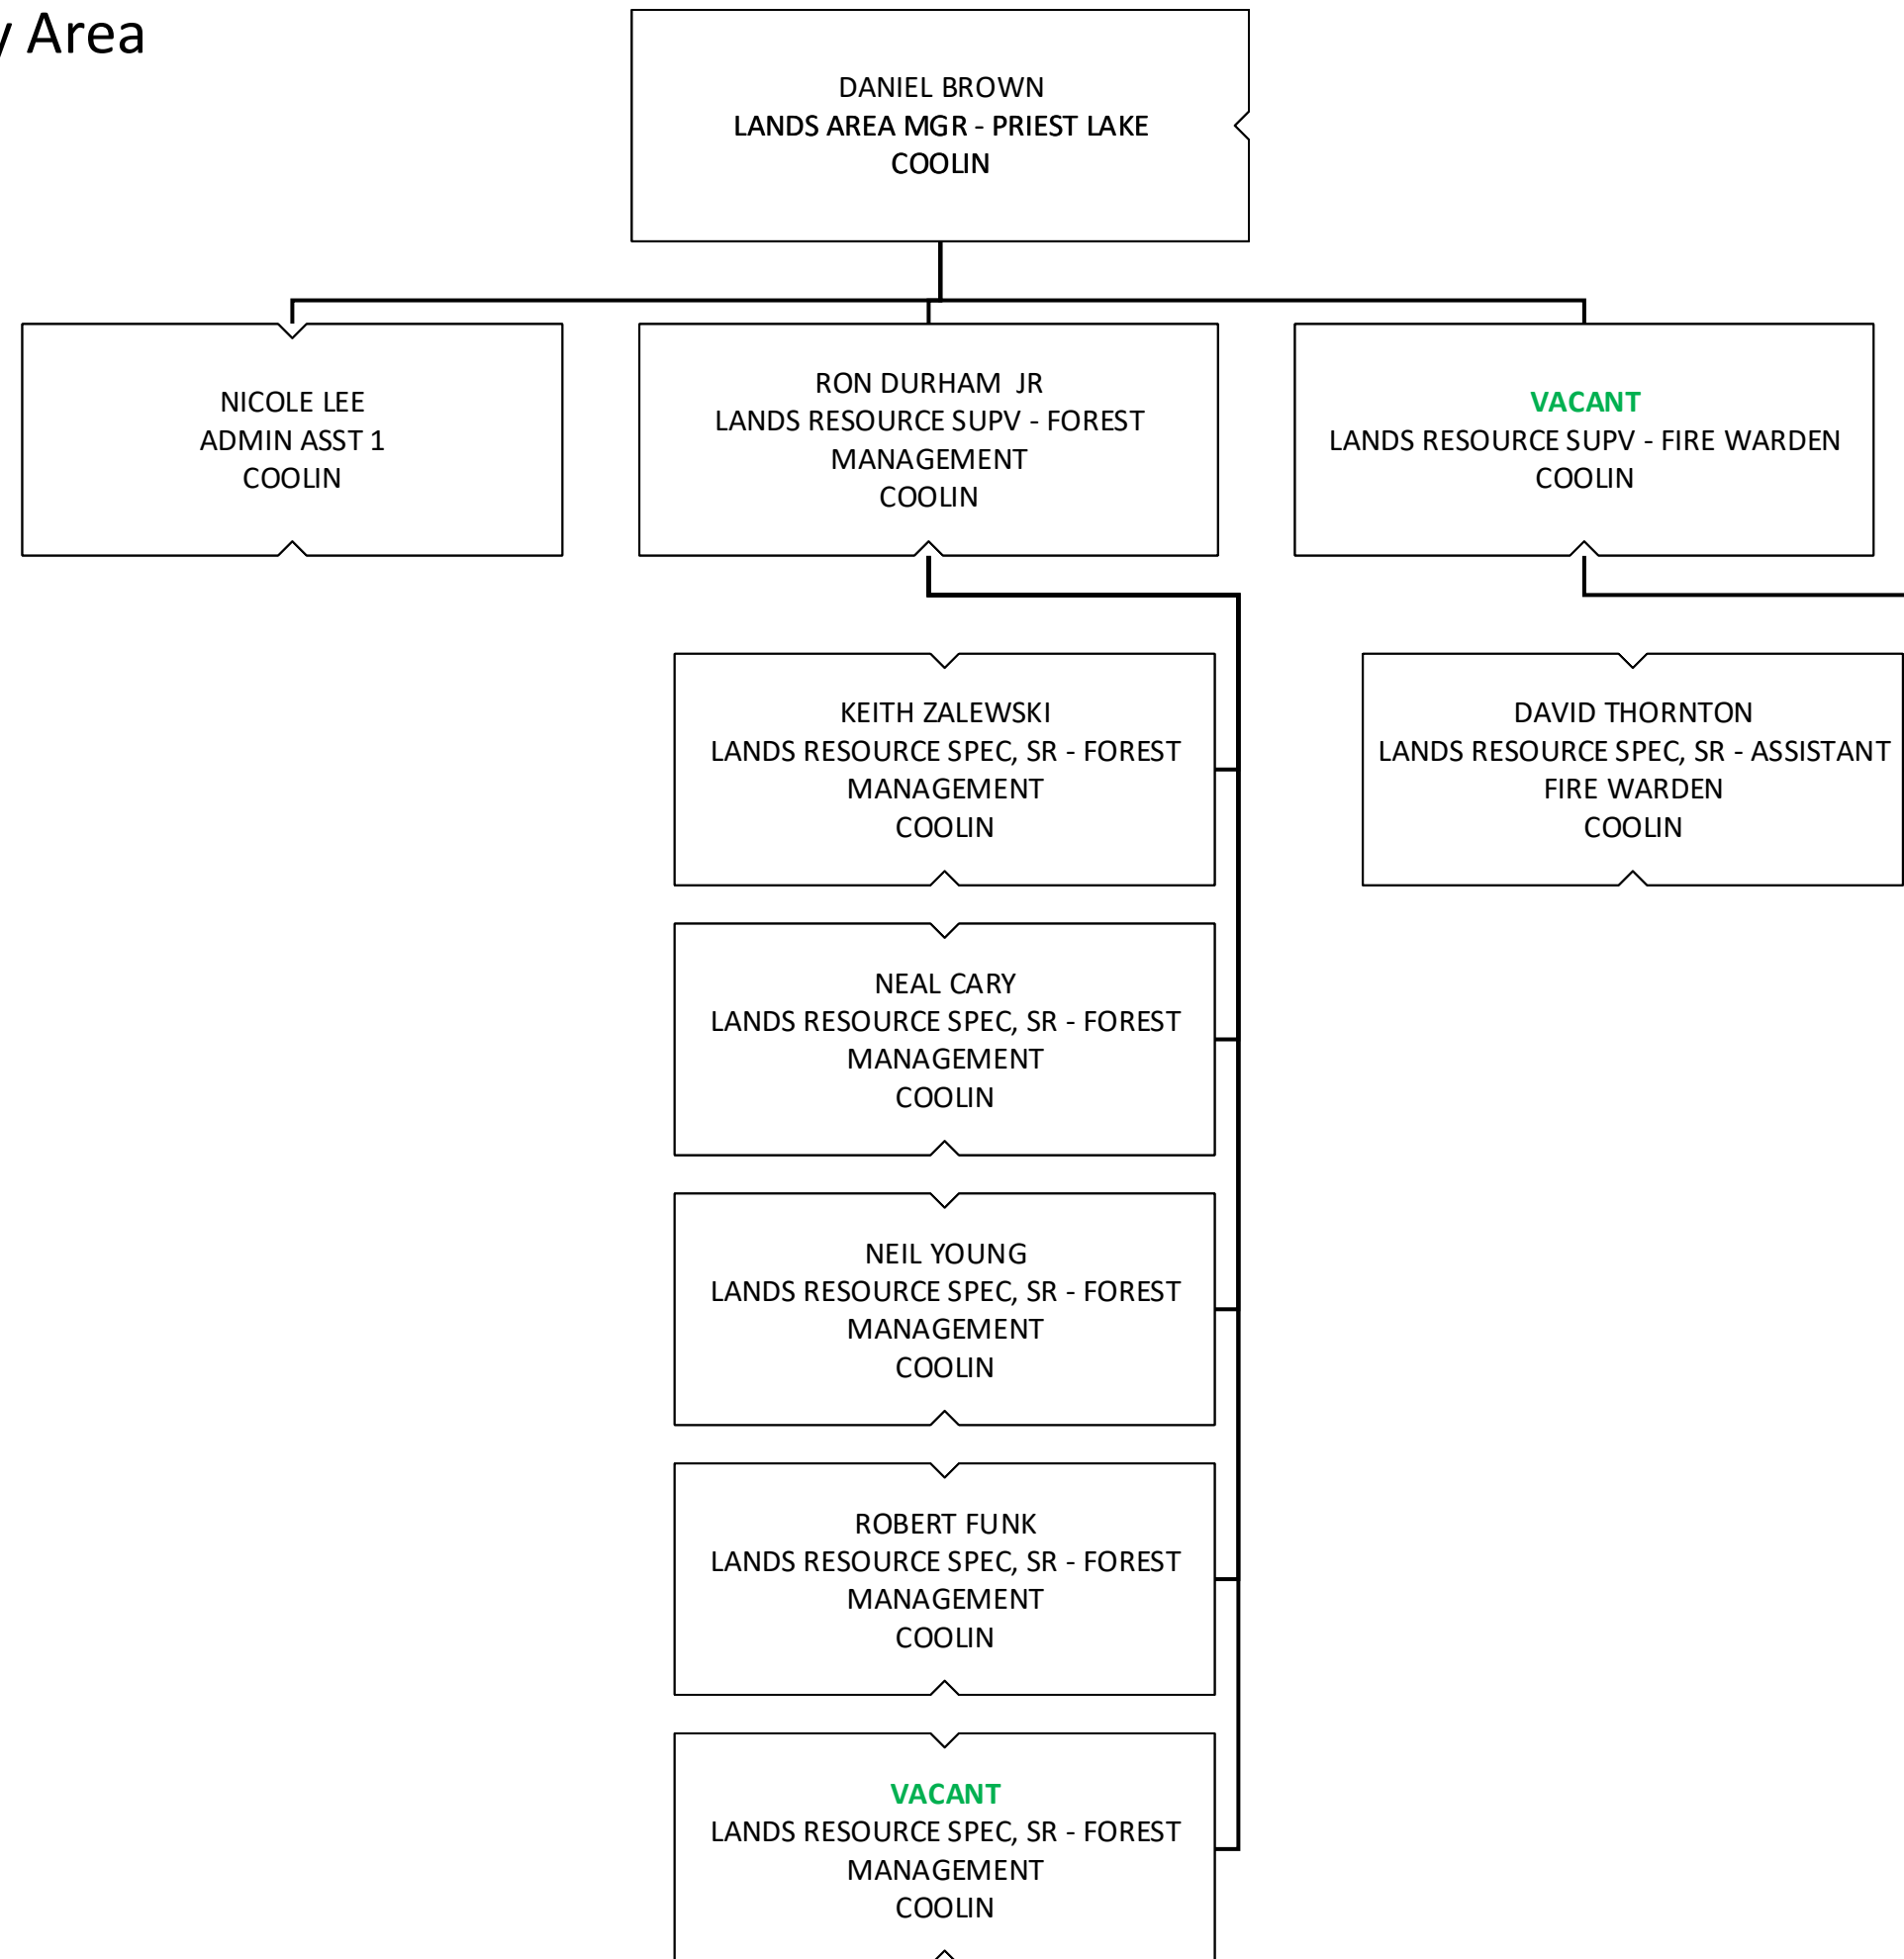 Area
DANIEL BROWN
LANDS AREA MGR - PRIEST LAKE
COOLIN
NICOLE LEE
ADMIN ASST 1
COOLIN
RON DURHAM JR
LANDS RESOURCE SUPV - FOREST
MANAGEMENT
COOLIN
VACANT
LANDS RESOURCE SUPV - FIRE WARDEN
COOLIN
KEITH ZALEWSKI
LANDS RESOURCE SPEC, SR - FOREST
MANAGEMENT
COOLIN
DAVID THORNTON
LANDS RESOURCE SPEC, SR - ASSISTANT
FIRE WARDEN
COOLIN
NEAL CARY
LANDS RESOURCE SPEC, SR - FOREST
MANAGEMENT
COOLIN
NEIL YOUNG
LANDS RESOURCE SPEC, SR - FOREST
MANAGEMENT
COOLIN
ROBERT FUNK
LANDS RESOURCE SPEC, SR - FOREST
MANAGEMENT
COOLIN
VACANT
LANDS RESOURCE SPEC, SR - FOREST
MANAGEMENT
COOLIN